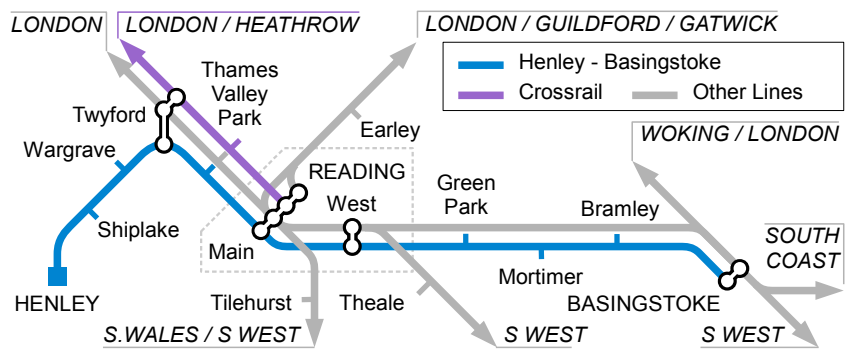 LONDON
LONDON / HEATHROW
LONDON / GUILDFORD / GATWICK
Henley - Basingstoke
Crossrail
Other Lines
Thames
Valley
Park
Twyford
Earley
WOKING / LONDON
Wargrave
READING
West
Green
Park
Bramley
Shiplake
Main
SOUTH
COAST
Mortimer
HENLEY
Tilehurst
Theale
BASINGSTOKE
S.WALES / S WEST
S WEST
S WEST